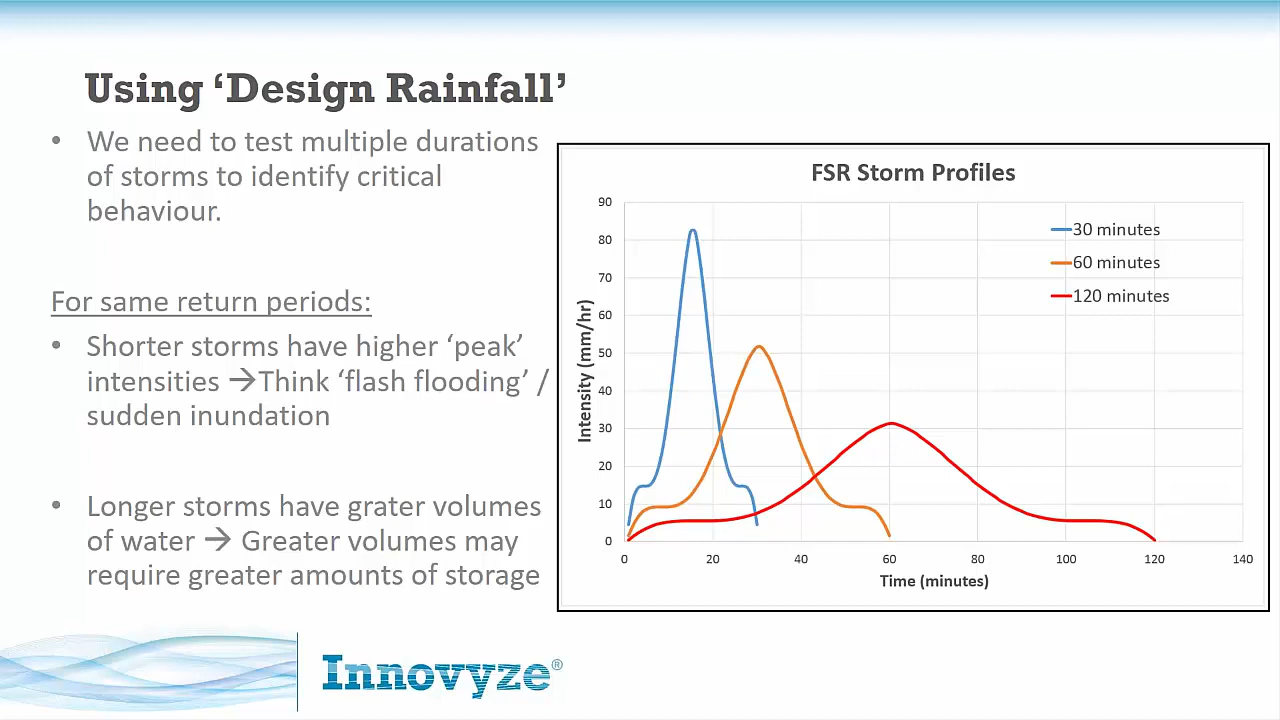 Using ‘Design Rainfall’
• We need to test multiple durations
of storms to identify critical
behaviour.
For same return periods:
• Shorter storms have higher ‘peak’
intensities →Think ‘flash flooding’ /
sudden inundation
• Longer storms have grater volumes
of water → Greater volumes may
require greater amounts of storage
FSR Storm Profiles
30 minutes
60 minutes
120 minutes
Intensity (mm/hr)
90
80
70
60
50
40
30
20
10
0
0 20 40 60 80 100 120 140
Time (minutes)
Innovyze®